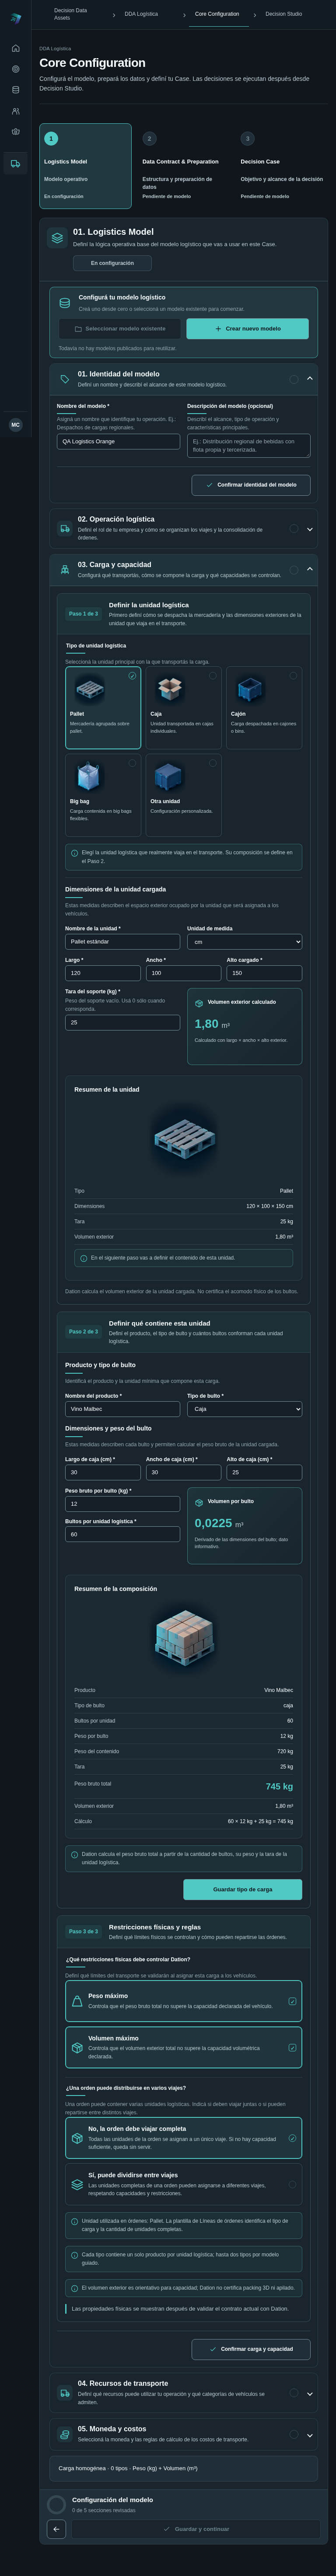 Decision Data Assets
DDA Logística
Core Configuration
Decision Studio
DDA Logística
Core Configuration
Configurá el modelo, prepará los datos y definí tu Case. Las decisiones se ejecutan después desde
Decision Studio.
1
Logistics Model
Modelo operativo
En configuración
2
Data Contract & Preparation
Estructura y preparación de
datos
Pendiente de modelo
3
Decision Case
Objetivo y alcance de la decisión
Pendiente de modelo
01. Logistics Model
Definí la lógica operativa base del modelo logístico que vas a usar en este Case.
En configuración
Configurá tu modelo logístico
Creá uno desde cero o seleccioná un modelo existente para comenzar.
Seleccionar modelo existente
Crear nuevo modelo
Todavía no hay modelos publicados para reutilizar.
01. Identidad del modelo
Definí un nombre y describí el alcance de este modelo logístico.
Nombre del modelo *
Asigná un nombre que identifique tu operación. Ej.:
Despachos de cargas regionales.
QA Logistics Orange
Descripción del modelo (opcional)
Describí el alcance, tipo de operación y
características principales.
Ej.: Distribución regional de bebidas con
flota propia y tercerizada.
Confirmar identidad del modelo
02. Operación logística
Definí el rol de tu empresa y cómo se organizan los viajes y la consolidación de
órdenes.
03. Carga y capacidad
Configurá qué transportás, cómo se compone la carga y qué capacidades se controlan.
Paso 1 de 3
Definir la unidad logística
Primero definí cómo se despacha la mercadería y las dimensiones exteriores de la
unidad que viaja en el transporte.
Tipo de unidad logística
Seleccioná la unidad principal con la que transportás la carga.
Pallet
Mercadería agrupada sobre
pallet.
Caja
Unidad transportada en cajas
individuales.
Cajón
Carga despachada en cajones
o bins.
Big bag
Carga contenida en big bags
flexibles.
Otra unidad
Configuración personalizada.
Elegí la unidad logística que realmente viaja en el transporte. Su composición se define en
el Paso 2.
Dimensiones de la unidad cargada
Estas medidas describen el espacio exterior ocupado por la unidad que será asignada a los
vehículos.
Nombre de la unidad *
Pallet estándar
Unidad de medida
cm
Largo *
120
Ancho *
100
Alto cargado *
150
Tara del soporte (kg) *
Peso del soporte vacío. Usá 0 sólo cuando
corresponda.
25
Volumen exterior calculado
1,80 m³
Calculado con largo × ancho × alto exterior.
Resumen de la unidad
Tipo Pallet
Dimensiones 120 × 100 × 150 cm
Tara 25 kg
Volumen exterior 1,80 m³
En el siguiente paso vas a definir el contenido de esta unidad.
Dation calcula el volumen exterior de la unidad cargada. No certifica el acomodo físico de los bultos.
Paso 2 de 3
Definir qué contiene esta unidad
Definí el producto, el tipo de bulto y cuántos bultos conforman cada unidad
logística.
Producto y tipo de bulto
Identificá el producto y la unidad mínima que compone esta carga.
Nombre del producto *
Vino Malbec
Tipo de bulto *
Caja
Dimensiones y peso del bulto
Estas medidas describen cada bulto y permiten calcular el peso bruto de la unidad cargada.
Largo de caja (cm) *
30
Ancho de caja (cm) *
30
Alto de caja (cm) *
25
Peso bruto por bulto (kg) *
12
Bultos por unidad logística *
60
Volumen por bulto
0,0225 m³
Derivado de las dimensiones del bulto; dato
informativo.
Resumen de la composición
Producto Vino Malbec
Tipo de bulto caja
Bultos por unidad 60
Peso por bulto 12 kg
Peso del contenido 720 kg
Tara 25 kg
Peso bruto total 745 kg
Volumen exterior 1,80 m³
Cálculo 60 × 12 kg + 25 kg = 745 kg
Dation calcula el peso bruto total a partir de la cantidad de bultos, su peso y la tara de la
unidad logística.
Guardar tipo de carga
Paso 3 de 3
Restricciones físicas y reglas
Definí qué límites físicos se controlan y cómo pueden repartirse las órdenes.
¿Qué restricciones físicas debe controlar Dation?
Definí qué límites del transporte se validarán al asignar esta carga a los vehículos.
Peso máximo
Controla que el peso bruto total no supere la capacidad declarada del vehículo.
Volumen máximo
Controla que el volumen exterior total no supere la capacidad volumétrica
declarada.
¿Una orden puede distribuirse en varios viajes?
Una orden puede contener varias unidades logísticas. Indicá si deben viajar juntas o si pueden
repartirse entre distintos viajes.
No, la orden debe viajar completa
Todas las unidades de la orden se asignan a un único viaje. Si no hay capacidad
suficiente, queda sin servir.
Sí, puede dividirse entre viajes
Las unidades completas de una orden pueden asignarse a diferentes viajes,
respetando capacidades y restricciones.
Unidad utilizada en órdenes: Pallet. La plantilla de Líneas de órdenes identifica el tipo de
carga y la cantidad de unidades completas.
Cada tipo contiene un solo producto por unidad logística; hasta dos tipos por modelo
guiado.
El volumen exterior es orientativo para capacidad; Dation no certifica packing 3D ni apilado.
Las propiedades físicas se muestran después de validar el contrato actual con Dation.
Confirmar carga y capacidad
04. Recursos de transporte
Definí qué recursos puede utilizar tu operación y qué categorías de vehículos se
admiten.
05. Moneda y costos
Seleccioná la moneda y las reglas de cálculo de los costos de transporte.
Carga homogénea · 0 tipos · Peso (kg) + Volumen (m³)
Configuración del modelo
0 de 5 secciones revisadas
Guardar y continuar
MC